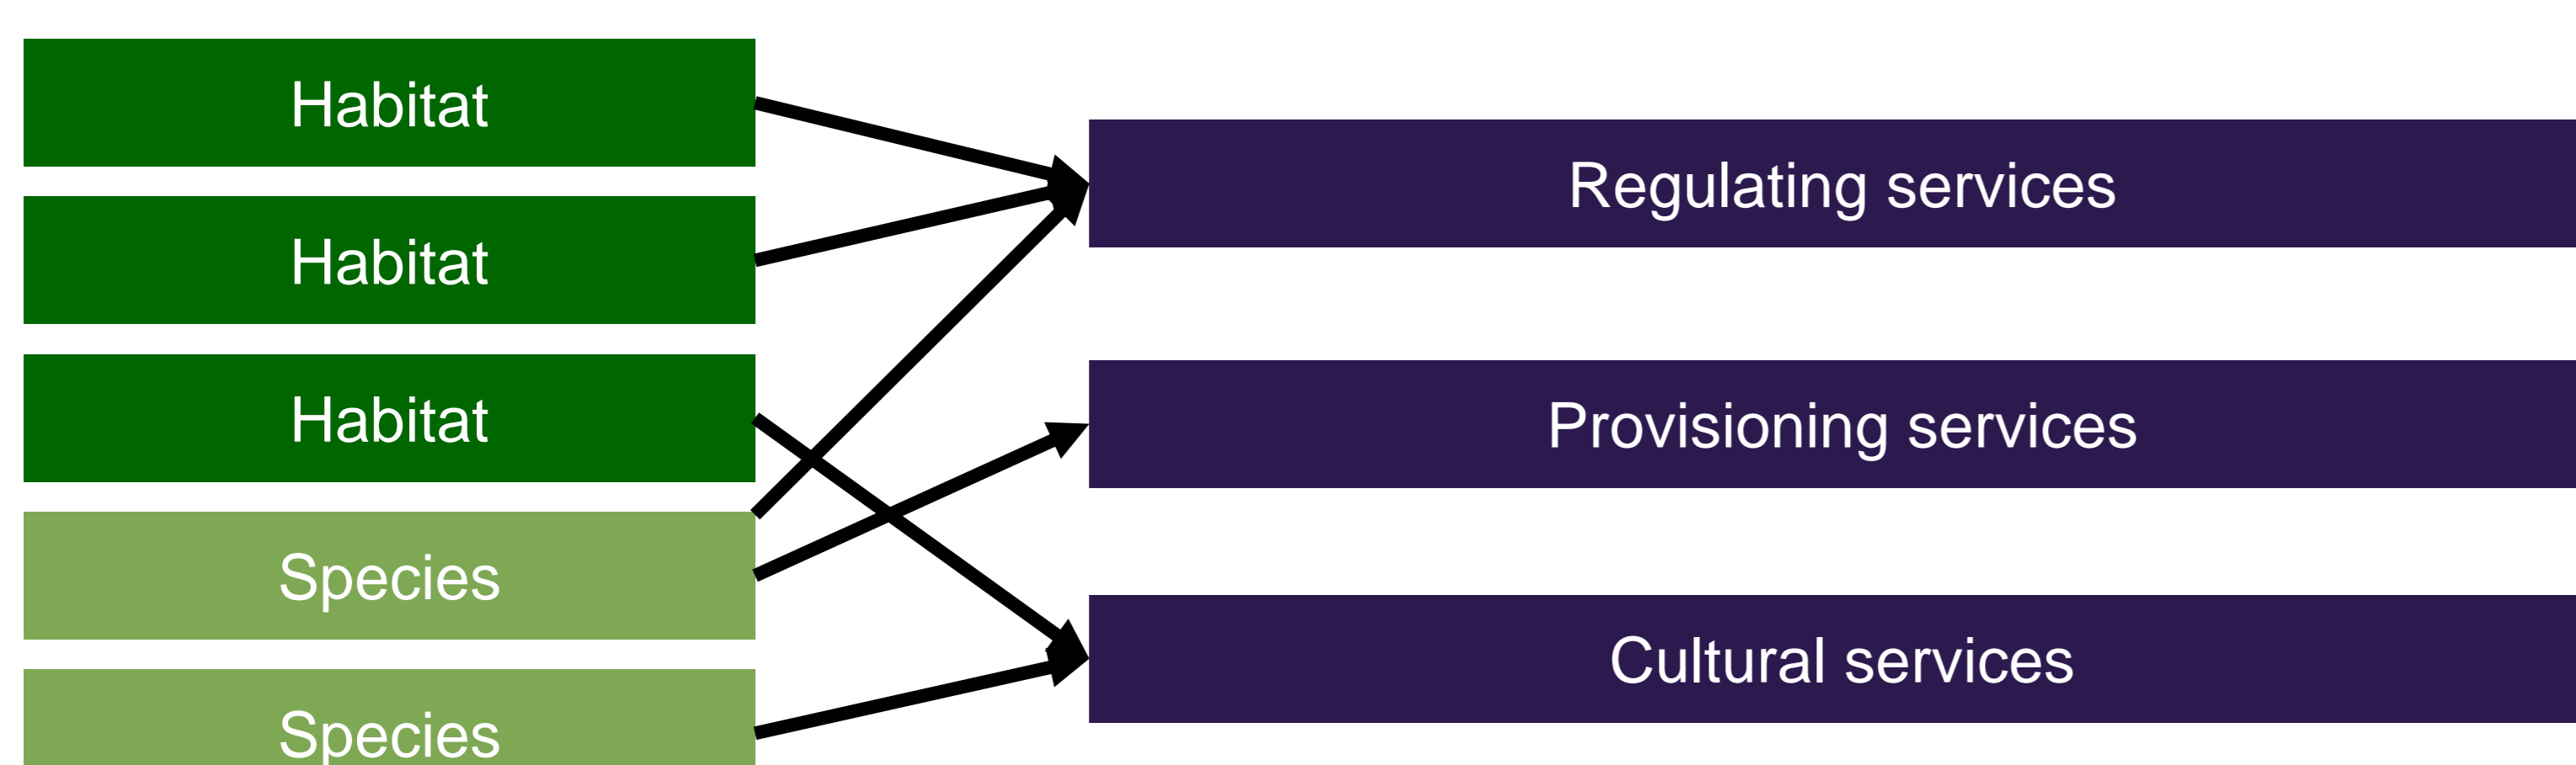 Habitat
Habitat
Habitat
Species
Species
Regulating services
Provisioning services
Cultural services